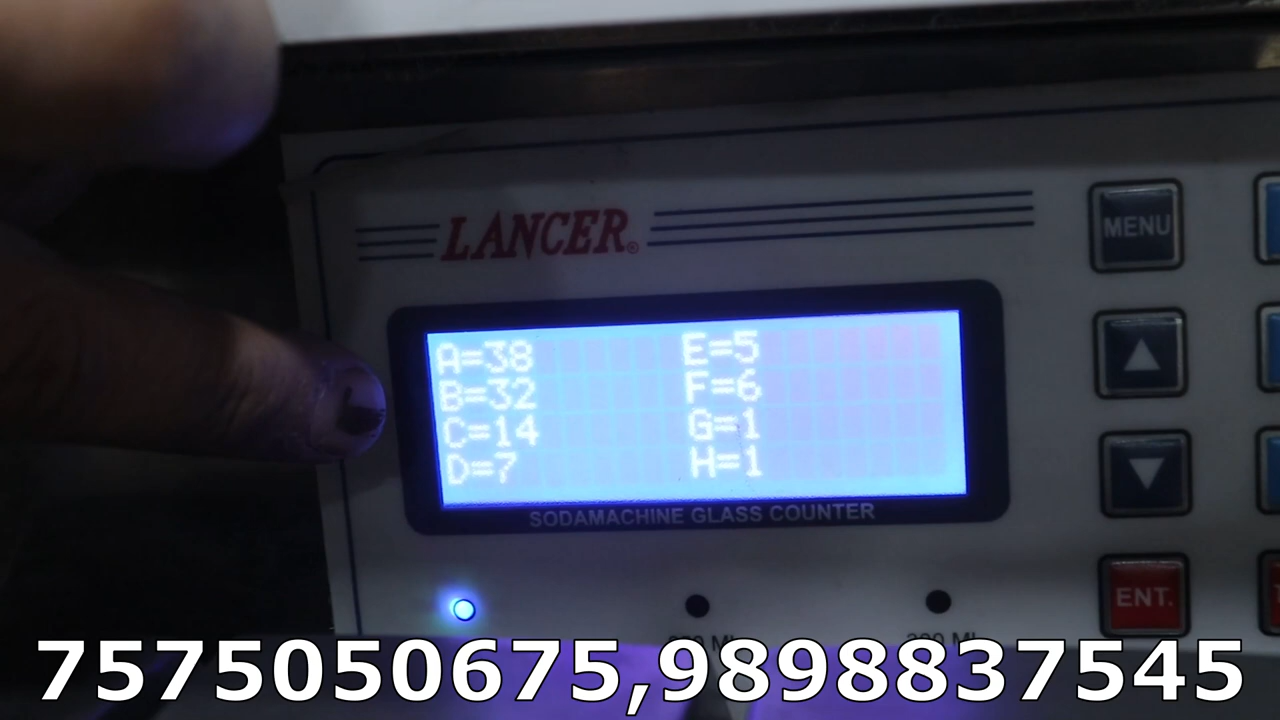 LANCER®
MENU
A=38 E=5
B=32 F=6
C=14 G=1
D=7 H=1
SODAMACHINE GLASS COUNTER
ENT.
7575050675,9898837545